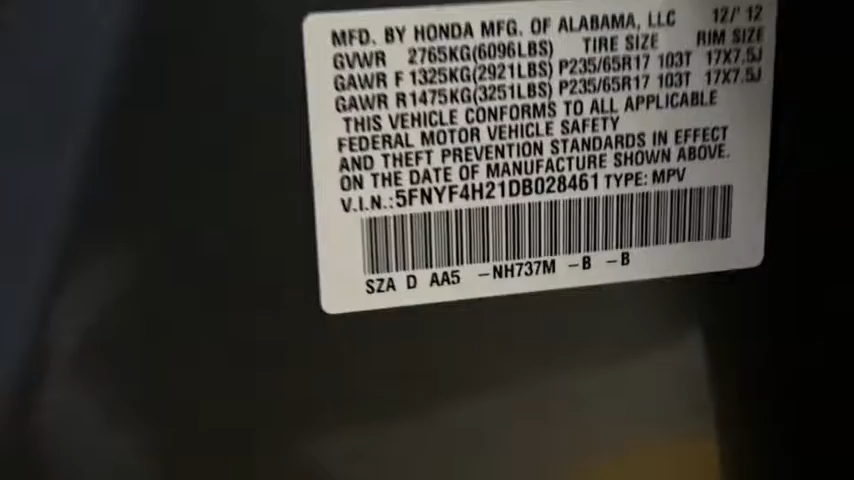 MFD. BY HONDA MFG. OF ALABAMA, LLC 12/'12
GVWR 2765KG(6096LBS) TIRE SIZE RIM SIZE
GAWR F 1325KG(2921LBS) P235/65R17 103T 17X7.5J
GAWR R 1475KG(3251LBS) P235/65R17 103T 17X7.5J
THIS VEHICLE CONFORMS TO ALL APPLICABLE
FEDERAL MOTOR VEHICLE SAFETY
AND THEFT PREVENTION STANDARDS IN EFFECT
ON THE DATE OF MANUFACTURE SHOWN ABOVE.
V.I.N.:5FNYF4H21DB028461 TYPE: MPV
SZA D AA5 -NH737M -B -B